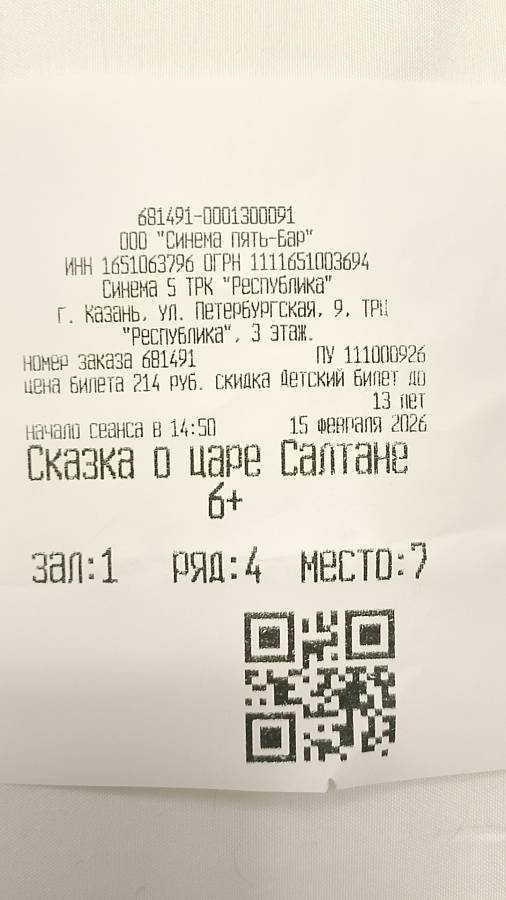 681491-0001300091
ООО "Синема пять-Бар"
ИНН 1651063796 ОГРН 1111651003694
Синема 5 ТРК "Республика"
г. Казань, ул. Петербургская, 9, ТРЦ
"Республика", 3 этаж.
номер заказа 681491 ПУ 111000926
цена билета 214 руб. скидка Детский билет до
13 лет
начало сеанса в 14:50 15 февраля 2026
Сказка о царе Салтане
6+
зал:1 ряд:4 место:7